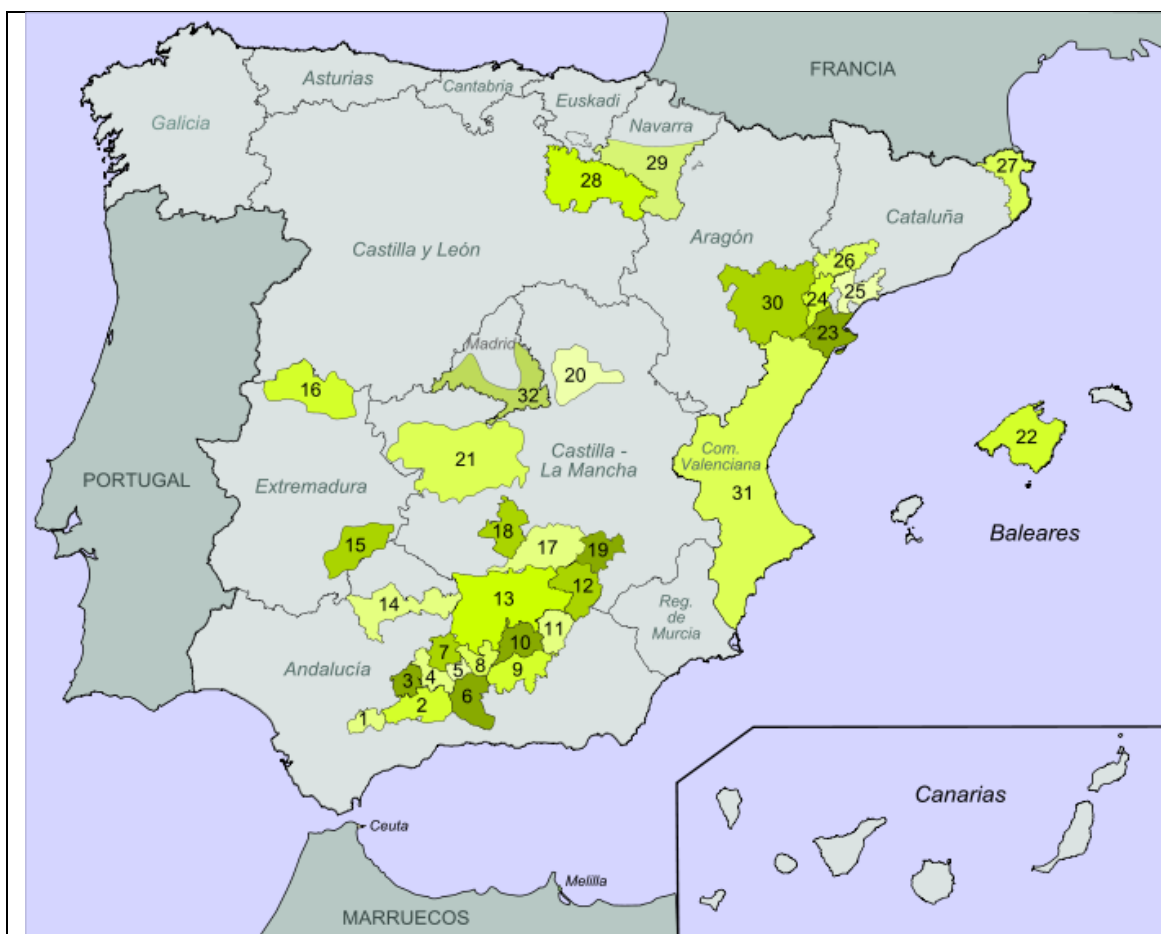 FRANCIA
Asturias
Cantabria
Euskadi
Galicia
Navarra
29
27
28
Cataluña
Aragón
Castilla y León
26
25
24
30
23
Madrid
20
16
32
22
21
Castilla -
La Mancha
Com.
Valenciana
PORTUGAL
Extremadura
31
Baleares
18
15
17
19
12
13
14
Reg.
de
Murcia
11
10
7
Andalucía
8
5
9
4
3
6
2
1
Canarias
Ceuta
Melilla
MARRUECOS